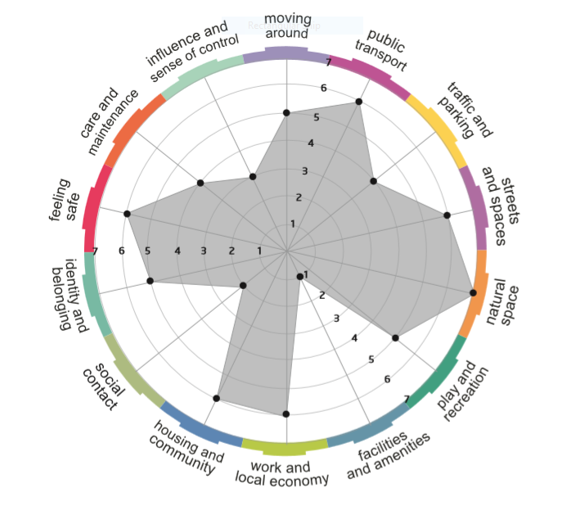 moving
around
public
transport
traffic and
parking
streets
and spaces
natural
space
play and
recreation
facilities
and amenities
work and
local economy
housing and
community
social
contact
identity and
belonging
feeling
safe
care and
maintenance
influence and
sense of control
7
6
5
4
3
2
1
7 6 5 4 3 2 1
1
2
3
4
5
6
7